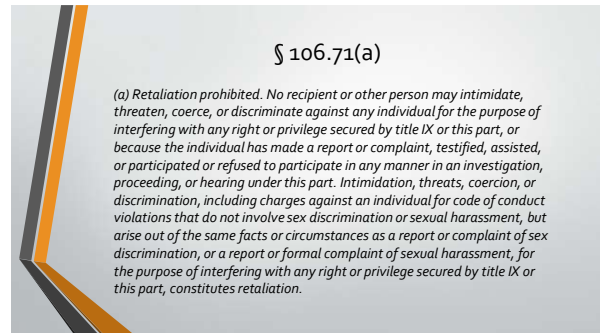 § 106.71(a)
(a) Retaliation prohibited. No recipient or other person may intimidate,
threaten, coerce, or discriminate against any individual for the purpose of
interfering with any right or privilege secured by title IX or this part, or
because the individual has made a report or complaint, testified, assisted,
or participated or refused to participate in any manner in an investigation,
proceeding, or hearing under this part. Intimidation, threats, coercion, or
discrimination, including charges against an individual for code of conduct
violations that do not involve sex discrimination or sexual harassment, but
arise out of the same facts or circumstances as a report or complaint of sex
discrimination, or a report or formal complaint of sexual harassment, for
the purpose of interfering with any right or privilege secured by title IX or
this part, constitutes retaliation.